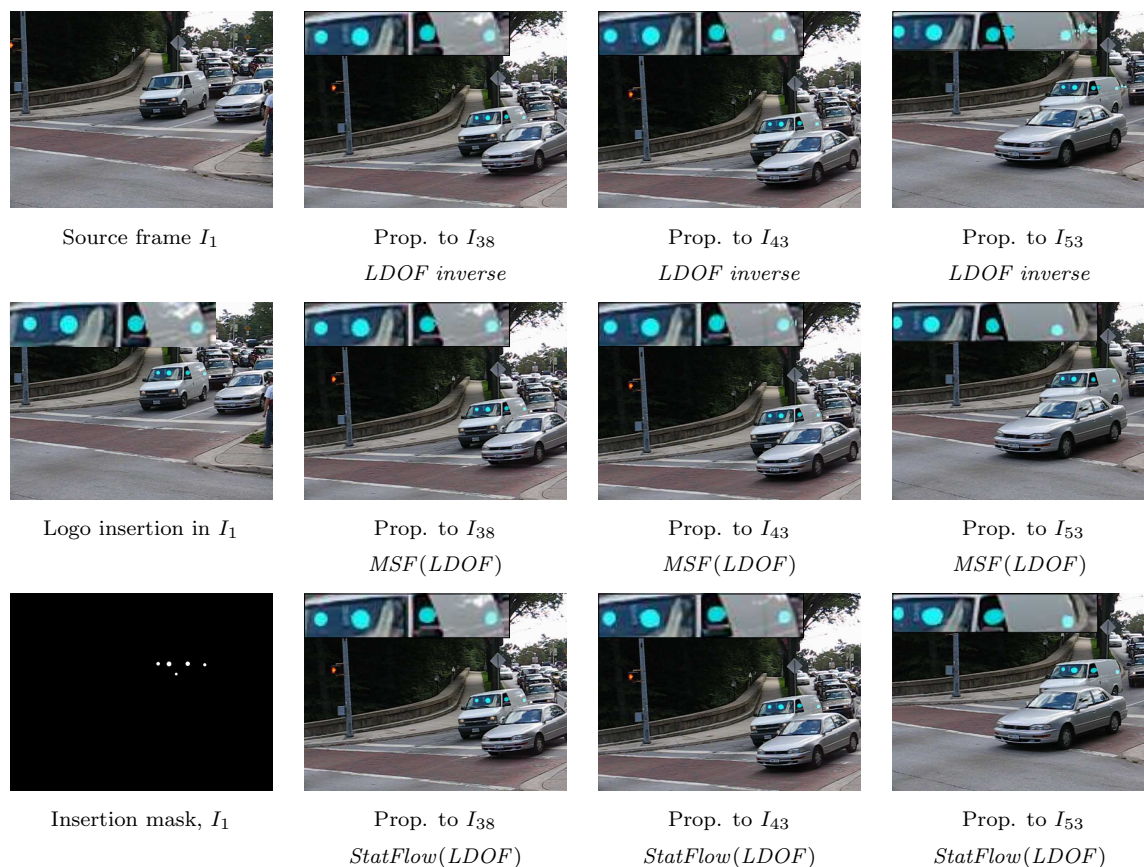 Source frame I₁
Prop. to I₃₈
LDOF inverse
Prop. to I₄₃
LDOF inverse
Prop. to I₅₃
LDOF inverse
Logo insertion in I₁
Prop. to I₃₈
MSF(LDOF)
Prop. to I₄₃
MSF(LDOF)
Prop. to I₅₃
MSF(LDOF)
Insertion mask, I₁
Prop. to I₃₈
StatFlow(LDOF)
Prop. to I₄₃
StatFlow(LDOF)
Prop. to I₅₃
StatFlow(LDOF)